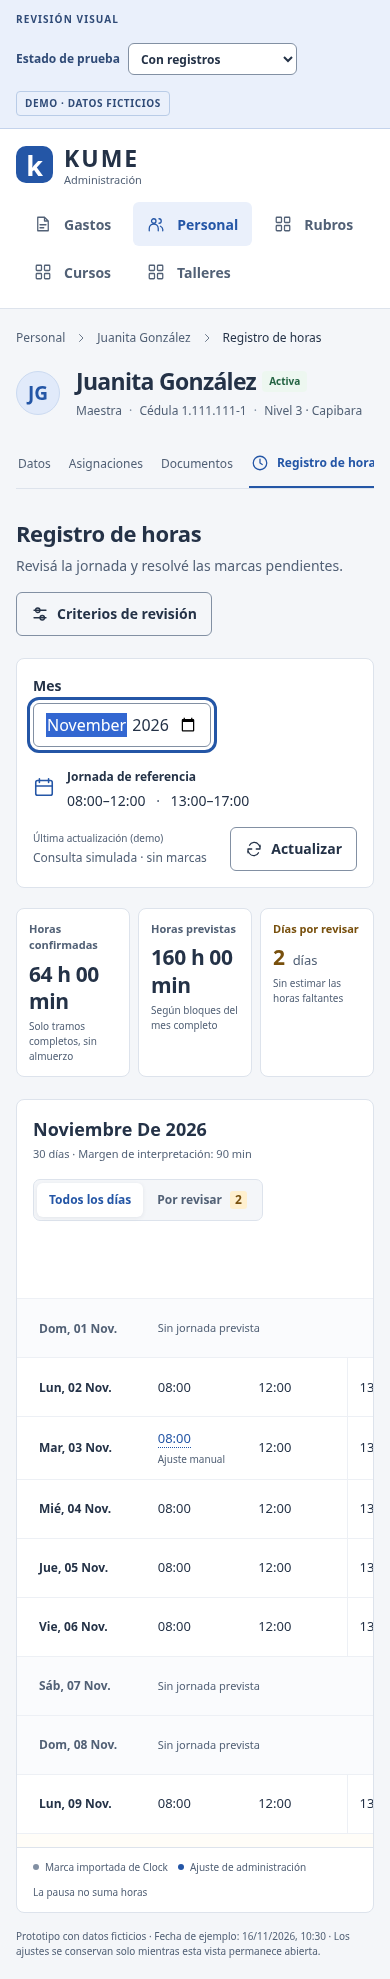 REVISIÓN VISUAL
Estado de prueba Con registros
DEMO · DATOS FICTICIOS
k KUME
Administración
Gastos Personal Rubros
Cursos Talleres
Personal Juanita González Registro de horas
JG Juanita González Activa
Maestra · Cédula 1.111.111-1 · Nivel 3 · Capibara
Datos Asignaciones Documentos Registro de hora
Registro de horas
Revisá la jornada y resolvé las marcas pendientes.
Criterios de revisión
Mes
November 2026
Jornada de referencia
08:00–12:00 · 13:00–17:00
Última actualización (demo)
Consulta simulada · sin marcas
Actualizar
Horas
confirmadas
64 h 00
min
Solo tramos
completos, sin
almuerzo
Horas previstas
160 h 00
min
Según bloques del
mes completo
Días por revisar
2 días
Sin estimar las
horas faltantes
Noviembre De 2026
30 días · Margen de interpretación: 90 min
Todos los días Por revisar 2
Dom, 01 Nov. Sin jornada prevista
Lun, 02 Nov. 08:00 12:00 13
Mar, 03 Nov. 08:00 12:00 13
Ajuste manual
Mié, 04 Nov. 08:00 12:00 13
Jue, 05 Nov. 08:00 12:00 13
Vie, 06 Nov. 08:00 12:00 13
Sáb, 07 Nov. Sin jornada prevista
Dom, 08 Nov. Sin jornada prevista
Lun, 09 Nov. 08:00 12:00 13
Marca importada de Clock Ajuste de administración
La pausa no suma horas
Prototipo con datos ficticios · Fecha de ejemplo: 16/11/2026, 10:30 · Los
ajustes se conservan solo mientras esta vista permanece abierta.